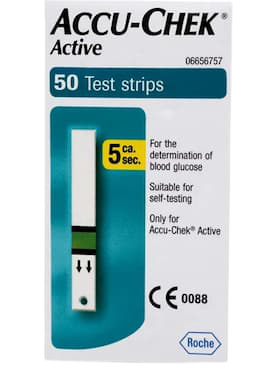 ACCU-CHEK®
Active
06656757
50 Test strips
5 ca.
sec.
For the
determination of
blood glucose
Suitable for
self-testing
Only for
Accu-Chek® Active
CE 0088
Roche